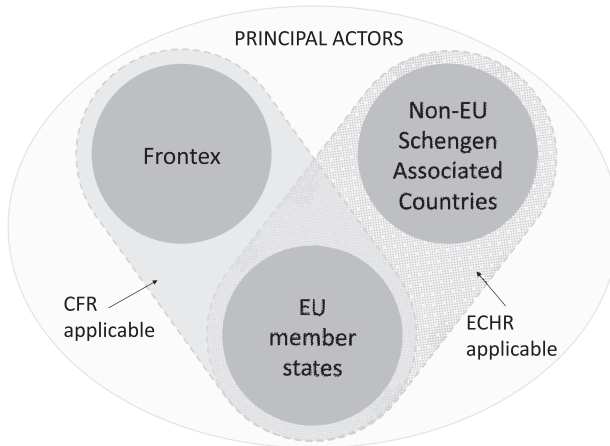 PRINCIPAL ACTORS
Frontex
Non-EU
Schengen
Associated
Countries
CFR
applicable
EU
member
states
ECHR
applicable